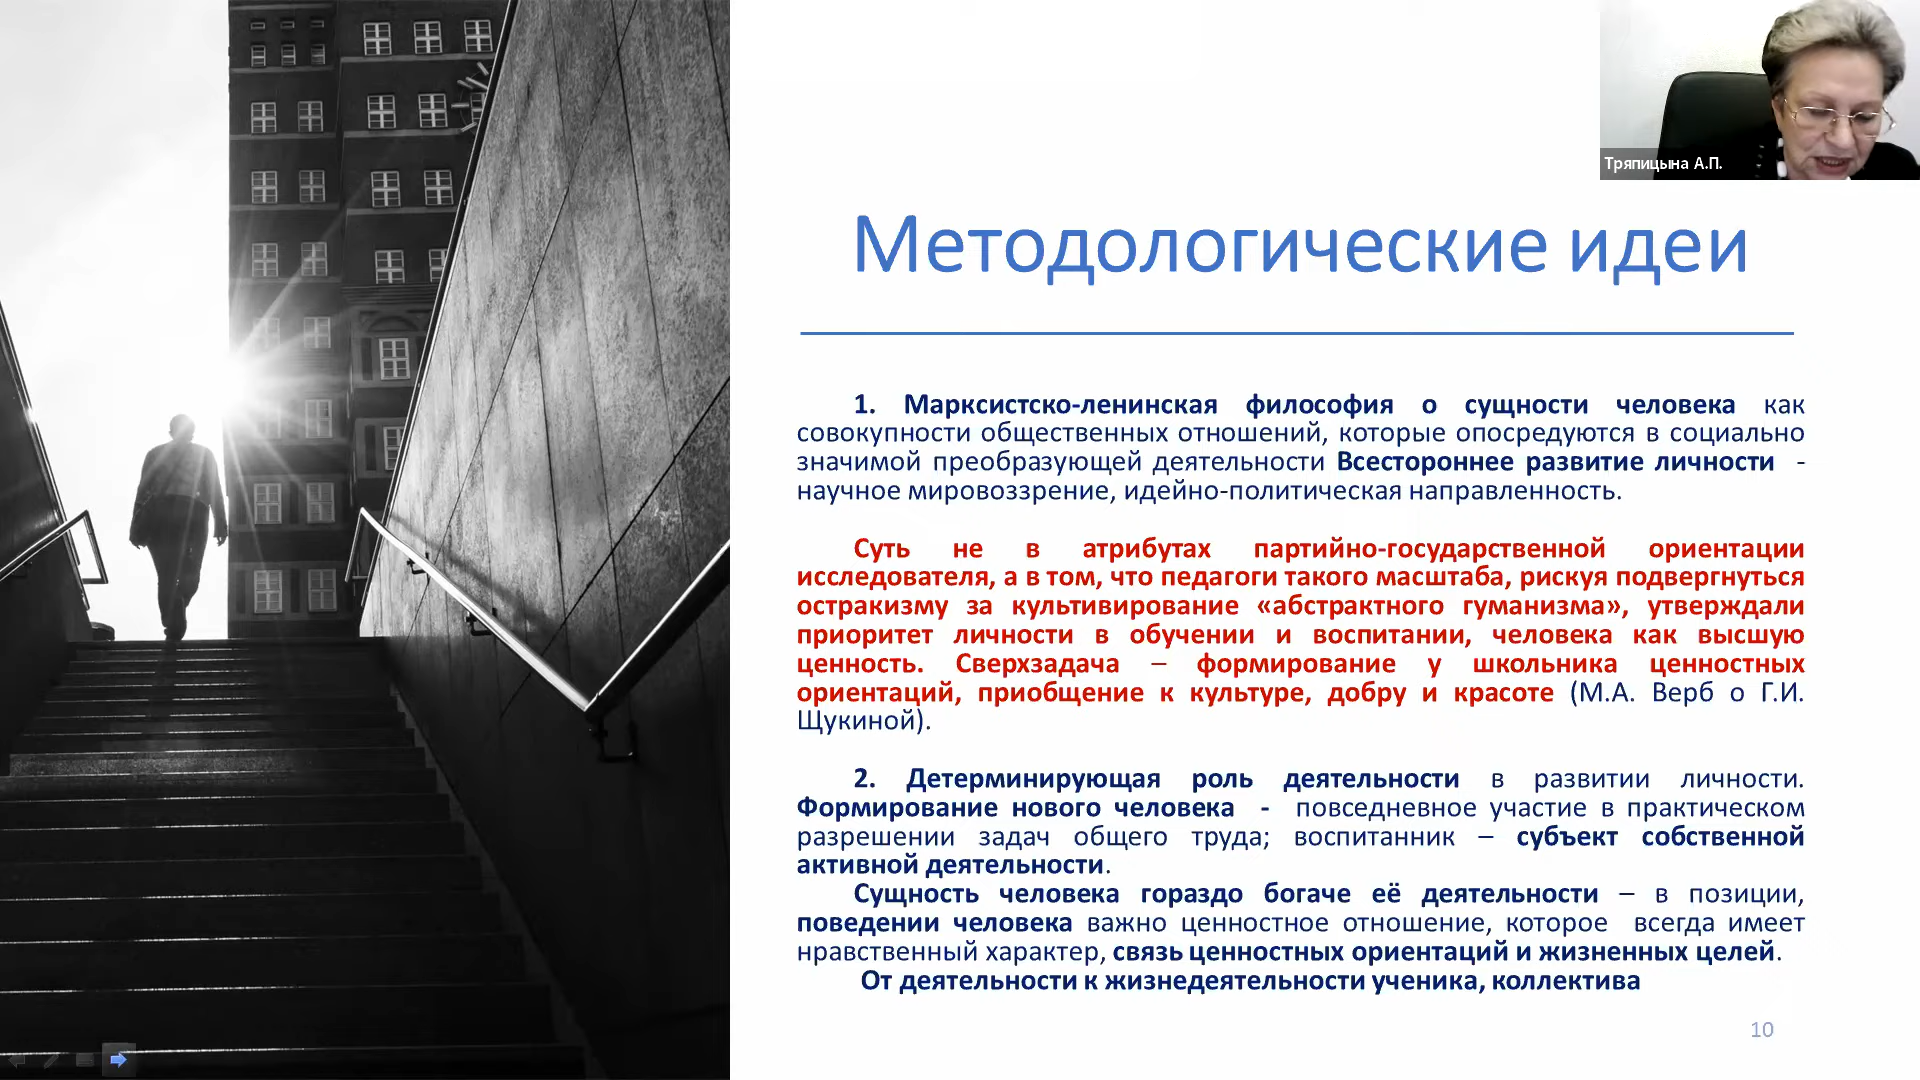 Тряпицына А.П.
Методологические идеи
1. Марксистско-ленинская философия о сущности человека как
совокупности общественных отношений, которые опосредуются в социально
значимой преобразующей деятельности Всестороннее развитие личности -
научное мировоззрение, идейно-политическая направленность.
Суть не в атрибутах партийно-государственной ориентации
исследователя, а в том, что педагоги такого масштаба, рискуя подвергнуться
остракизму за культивирование «абстрактного гуманизма», утверждали
приоритет личности в обучении и воспитании, человека как высшую
ценность. Сверхзадача – формирование у школьника ценностных
ориентаций, приобщение к культуре, добру и красоте (М.А. Верб о Г.И.
Щукиной).
2. Детерминирующая роль деятельности в развитии личности.
Формирование нового человека - повседневное участие в практическом
разрешении задач общего труда; воспитанник – субъект собственной
активной деятельности.
Сущность человека гораздо богаче её деятельности – в позиции,
поведении человека важно ценностное отношение, которое всегда имеет
нравственный характер, связь ценностных ориентаций и жизненных целей.
От деятельности к жизнедеятельности ученика, коллектива
10